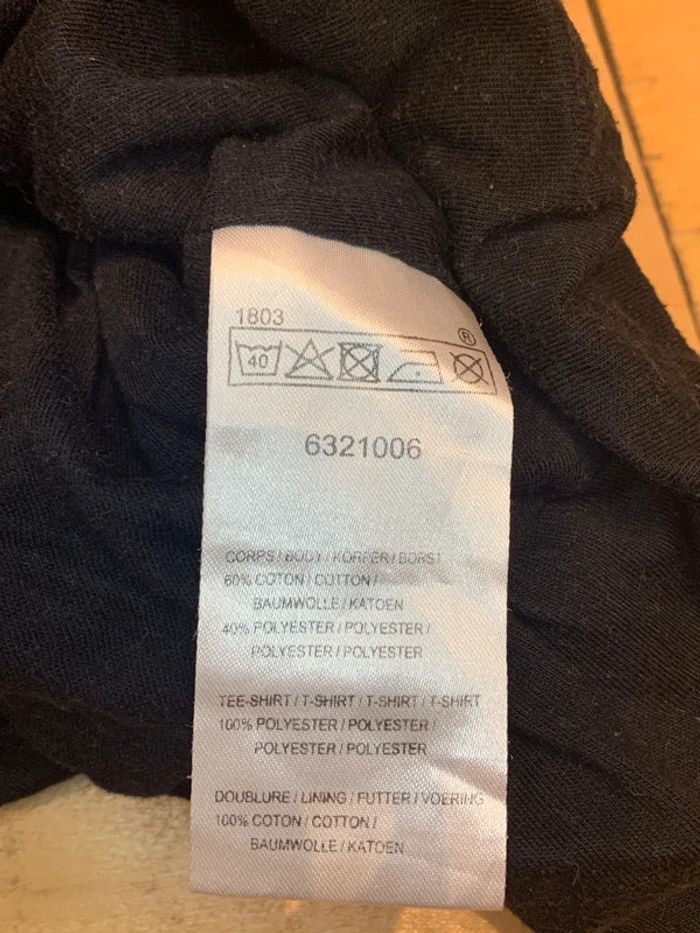 1803
®
40
6321006
CORPS / BODY / KÖRPER / BORST
60% COTON / COTTON /
BAUMWOLLE / KATOEN
40% POLYESTER / POLYESTER /
POLYESTER / POLYESTER
TEE-SHIRT / T-SHIRT / T-SHIRT / T-SHIRT
100% POLYESTER / POLYESTER /
POLYESTER / POLYESTER
DOUBLURE / LINING / FUTTER / VOERING
100% COTON / COTTON /
BAUMWOLLE / KATOEN